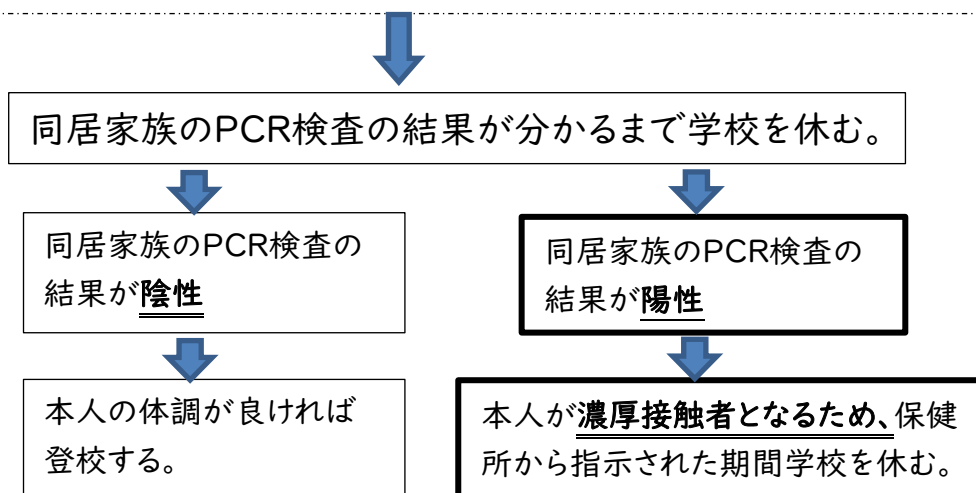 同居家族のPCR検査の結果が分かるまで学校を休む。
同居家族のPCR検査の
結果が陰性
同居家族のPCR検査の
結果が陽性
本人の体調が良ければ
登校する。
本人が濃厚接触者となるため、保健
所から指示された期間学校を休む。